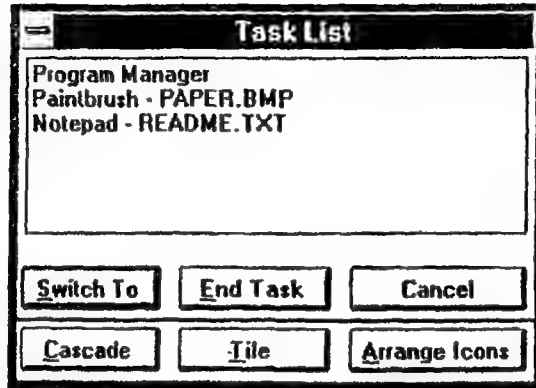 Task List
Program Manager
Paintbrush - PAPER.BMP
Notepad - README.TXT
Switch To
End Task
Cancel
Cascade
Tile
Arrange Icons